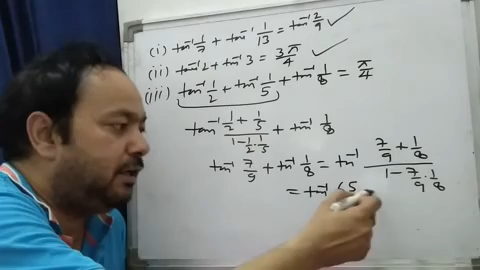 (i) tan⁻¹ 1/7 + tan⁻¹ 1/13 = tan⁻¹ 2/9 ✓
(ii) tan⁻¹ 2 + tan⁻¹ 3 = 3π/4 ✓
(iii) tan⁻¹ 1/2 + tan⁻¹ 1/5 + tan⁻¹ 1/8 = π/4
tan⁻¹ (1/2 + 1/5)/(1 - 1/2 · 1/5) + tan⁻¹ 1/8
tan⁻¹ 7/9 + tan⁻¹ 1/8 = tan⁻¹ (7/9 + 1/8)/(1 - 7/9 · 1/8)
= tan⁻¹ 65